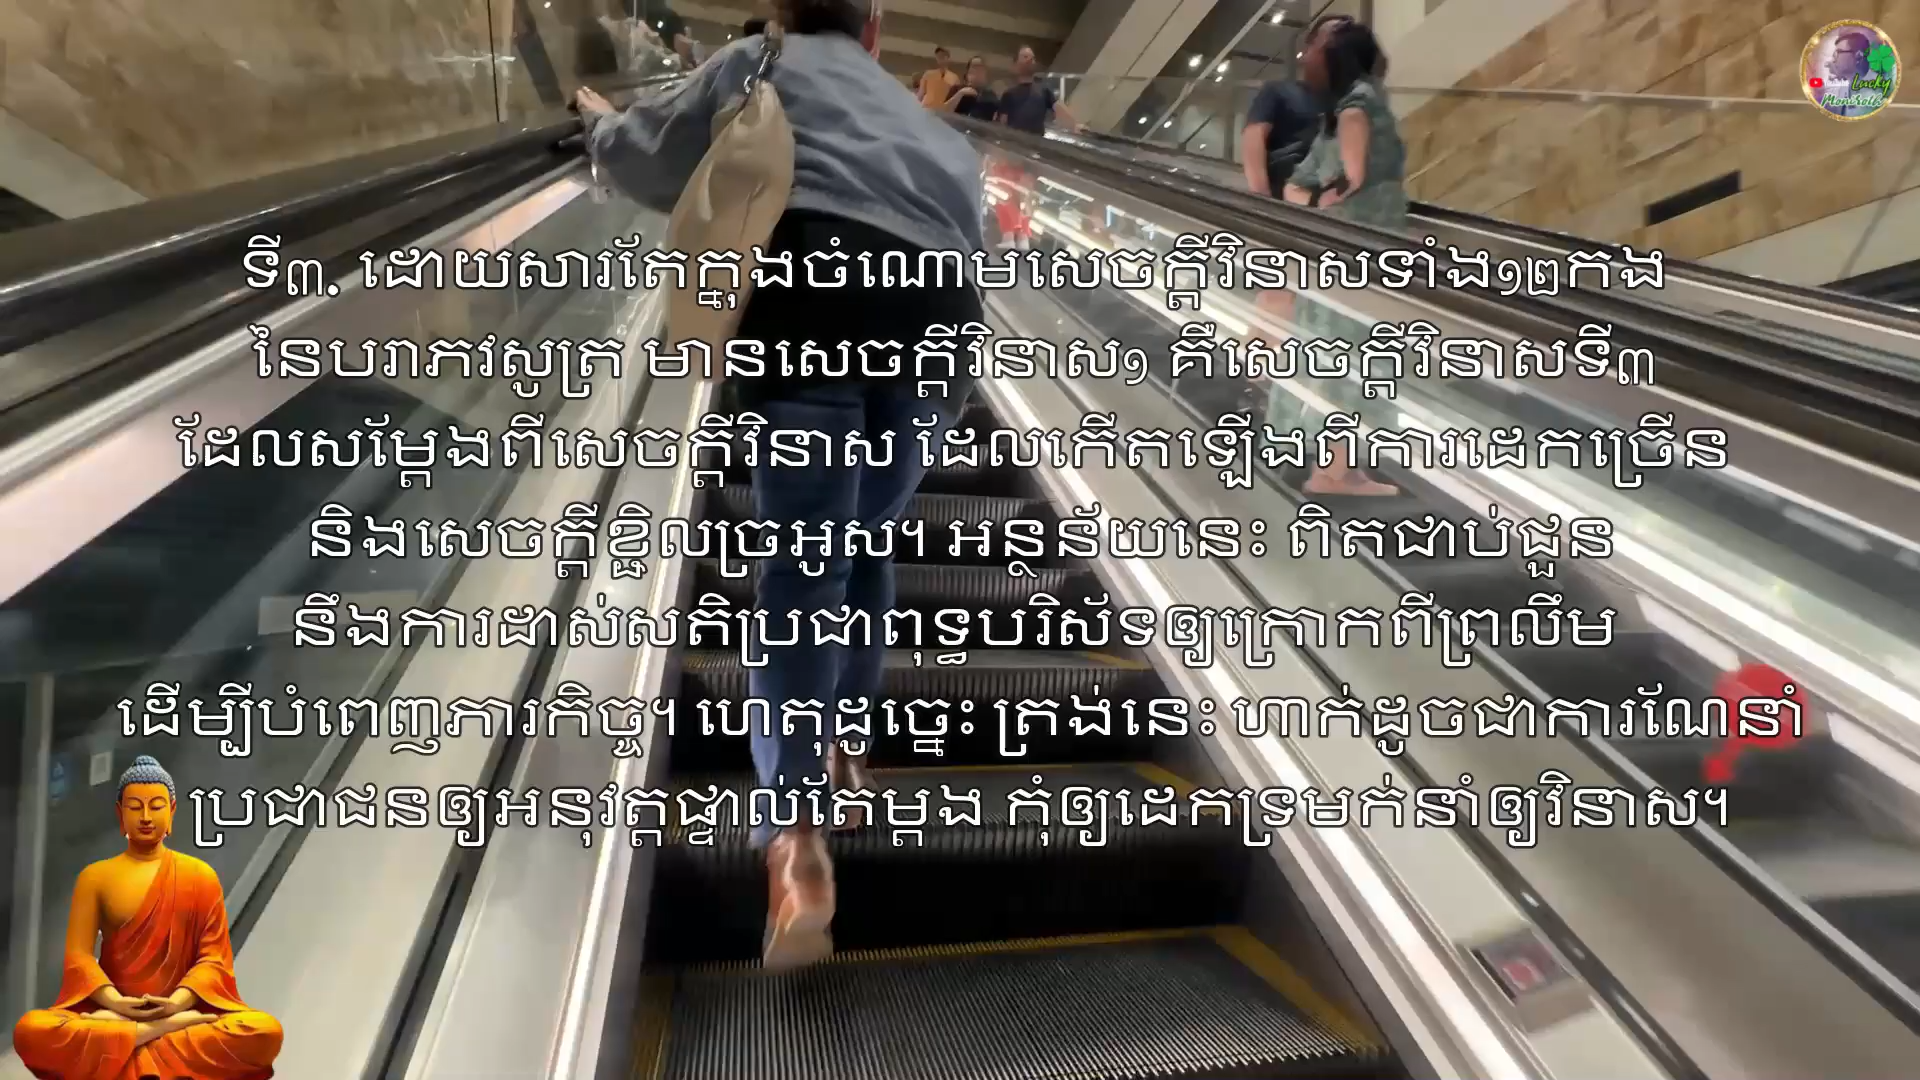 ទី៣. ដោយសារតែក្នុងចំណោមសេចក្តីវិនាសទាំង១២កង
នៃបរាភវសូត្រ មានសេចក្តីវិនាស១ គឺសេចក្តីវិនាសទី៣
ដែលសម្តែងពីសេចក្តីវិនាស ដែលកើតឡើងពីការដេកច្រើន
និងសេចក្តីខ្ជិលច្រអូស។ អន្ថន័យនេះ ពិតជាប់ជួន
នឹងការដាស់សតិប្រជាពុទ្ធបរិស័ទឲ្យក្រោកពីព្រលឹម
ដើម្បីបំពេញភារកិច្ច។ ហេតុដូច្នេះ ត្រង់នេះ ហាក់ដូចជាការណែនាំ
ប្រជាជនឲ្យអនុវត្តផ្ទាល់តែម្តង កុំឲ្យដេកទ្រមក់នាំឲ្យវិនាស។
Lucky
Moniroth